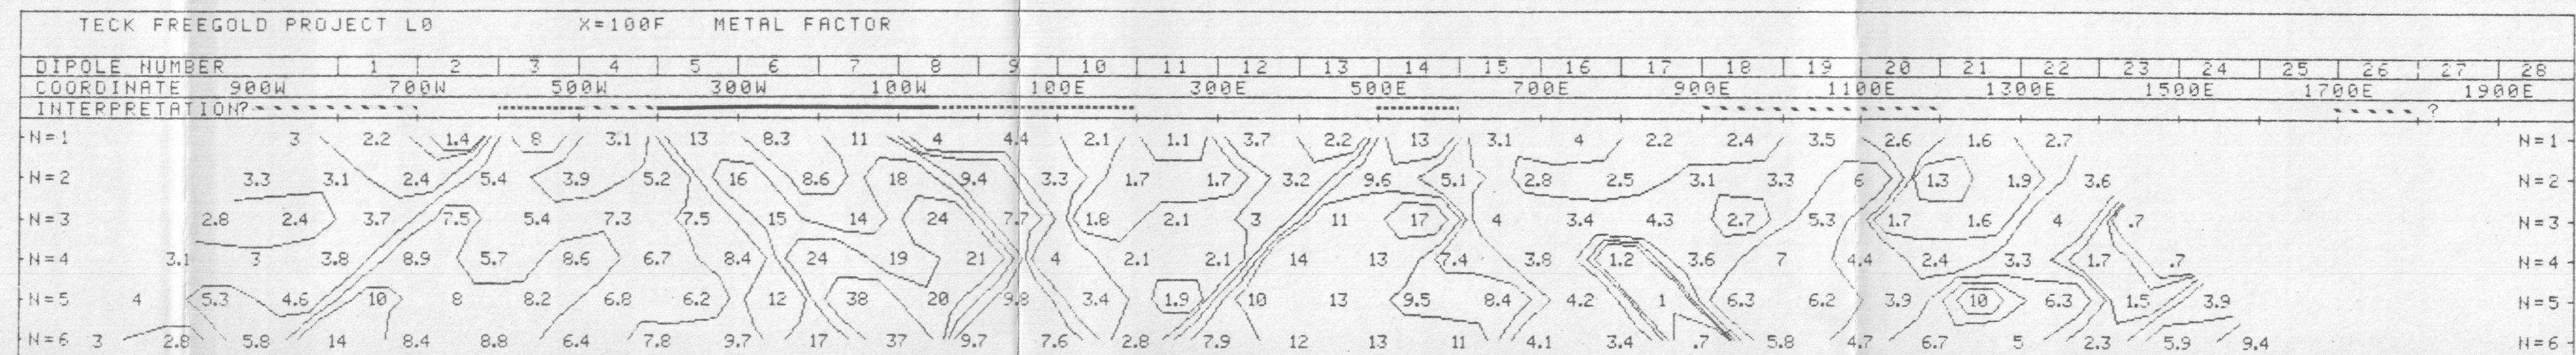 TECK FREEGOLD PROJECT L0 X=100F METAL FACTOR
DIPOLE NUMBER 1 2 3 4 5 6 7 8 9 10 11 12 13 14 15 16 17 18 19 20 21 22 23 24 25 26 27 28
COORDINATE 900W 700W 500W 300W 100W 100E 300E 500E 700E 900E 1100E 1300E 1500E 1700E 1900E
INTERPRETATION? ?
N=1 3 2.2 1.4 8 3.1 13 8.3 11 4 4.4 2.1 1.1 3.7 2.2 13 3.1 4 2.2 2.4 3.5 2.6 1.6 2.7 N=1
N=2 3.3 3.1 2.4 5.4 3.9 5.2 16 8.6 18 9.4 3.3 1.7 1.7 3.2 9.6 5.1 2.8 2.5 3.1 3.3 6 1.3 1.9 3.6 N=2
N=3 2.8 2.4 3.7 7.5 5.4 7.3 7.5 15 14 24 7.7 1.8 2.1 3 11 17 4 3.4 4.3 2.7 5.3 1.7 1.6 4 .7 N=3
N=4 3.1 3 3.8 8.9 5.7 8.6 6.7 8.4 24 19 21 4 2.1 2.1 14 13 7.4 3.8 1.2 3.6 7 4.4 2.4 3.3 1.7 .7 N=4
N=5 4 5.3 4.6 10 8 8.2 6.8 6.2 12 38 20 9.8 3.4 1.9 10 13 9.5 8.4 4.2 1 6.3 6.2 3.9 10 6.3 1.5 3.9 N=5
N=6 3 2.8 5.8 14 8.4 8.8 6.4 7.8 9.7 17 37 9.7 7.6 2.8 7.9 12 13 11 4.1 3.4 .7 5.8 4.7 6.7 5 2.3 5.9 9.4 N=6